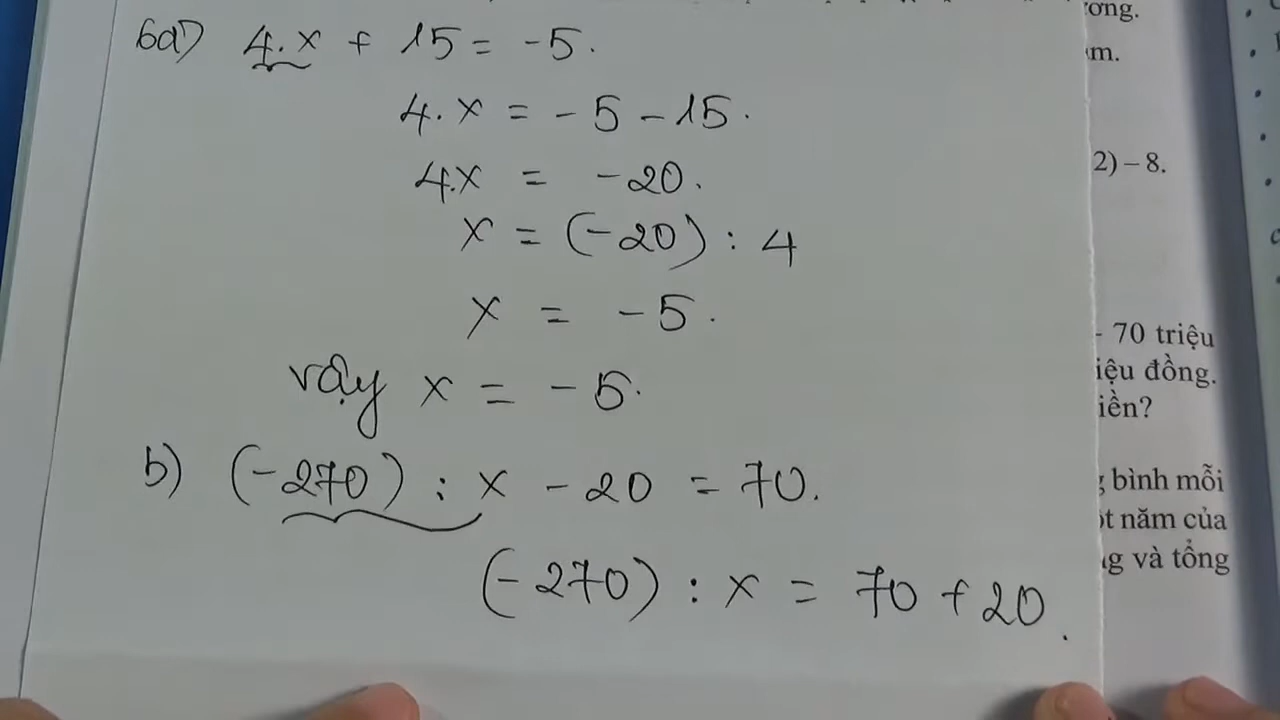 6a) 4.x + 15 = -5.
4.x = -5 - 15.
4.x = -20.
x = (-20) : 4
x = -5.
vậy x = -5.
b) (-270) : x - 20 = 70.
(-270) : x = 70 + 20.
ơng.
m.
2) – 8.
- 70 triệu
iệu đồng.
iền?
g bình mỗi
ột năm của
ng và tổng